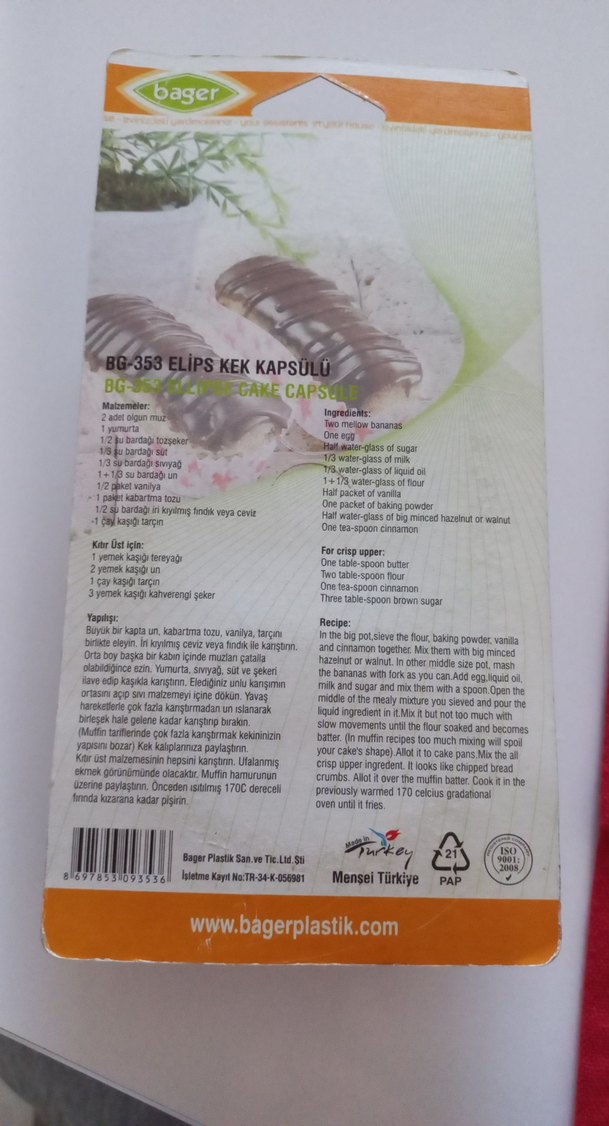 bager
BG-353 ELİPS KEK KAPSÜLÜ
BG-353 ELLIPSE CAKE CAPSULE
Malzemeler:
2 adet olgun muz
1 yumurta
1/2 su bardağı tozşeker
1/3 su bardağı süt
1/3 su bardağı sıvıyağ
1+1/3 su bardağı un
1/2 paket vanilya
1 paket kabartma tozu
1/2 su bardağı iri kıyılmış fındık veya ceviz
1 çay kaşığı tarçın
Kıtır Üst için:
1 yemek kaşığı tereyağı
2 yemek kaşığı un
1 çay kaşığı tarçın
3 yemek kaşığı kahverengi şeker
Yapılışı:
Büyük bir kapta un, kabartma tozu, vanilya, tarçını
birlikte eleyin. İri kıyılmış ceviz veya fındık ile karıştırın.
Orta boy başka bir kabın içinde muzları çatalla
olabildiğince ezin. Yumurta, sıvıyağ, süt ve şekeri
ilave edip kaşıkla karıştırın. Elediğiniz unlu karışımın
ortasını açıp sıvı malzemeyi içine dökün. Yavaş
hareketlerle çok fazla karıştırmadan un ıslanarak
birleşek hale gelene kadar karıştırıp bırakın.
(Muffin tariflerinde çok fazla karıştırmak kekininizin
yapısını bozar) Kek kalıplarınıza paylaştırın.
Kıtır üst malzemesinin hepsini karıştırın. Ufalanmış
ekmek görünümünde olacaktır. Muffin hamurunun
üzerine paylaştırın. Önceden ısıtılmış 170C dereceli
fırında kızarana kadar pişirin.
Ingredients:
Two mellow bananas
One egg
Half water-glass of sugar
1/3 water-glass of milk
1/3 water-glass of liquid oil
1+1/3 water-glass of flour
Half packet of vanilla
One packet of baking powder
Half water-glass of big minced hazelnut or walnut
One tea-spoon cinnamon
For crisp upper:
One table-spoon butter
Two table-spoon flour
One tea-spoon cinnamon
Three table-spoon brown sugar
Recipe:
In the big pot,sieve the flour, baking powder, vanilla
and cinnamon together. Mix them with big minced
hazelnut or walnut. In other middle size pot, mash
the bananas with fork as you can.Add egg,liquid oil,
milk and sugar and mix them with a spoon.Open the
middle of the mealy mixture you sieved and pour the
liquid ingredient in it.Mix it but not too much with
slow movements until the flour soaked and becomes
batter. (In muffin recipes too much mixing will spoil
your cake's shape).Allot it to cake pans.Mix the all
crisp upper ingredent. It looks like chipped bread
crumbs. Allot it over the muffin batter. Cook it in the
previously warmed 170 celcius gradational
oven until it fries.
8 697853 093536
Bager Plastik San.ve Tic.Ltd.Şti
İşletme Kayıt No:TR-34-K-056981
Made in
Turkey
Menşei Türkiye
21
PAP
ISO
9001:
2008
www.bagerplastik.com